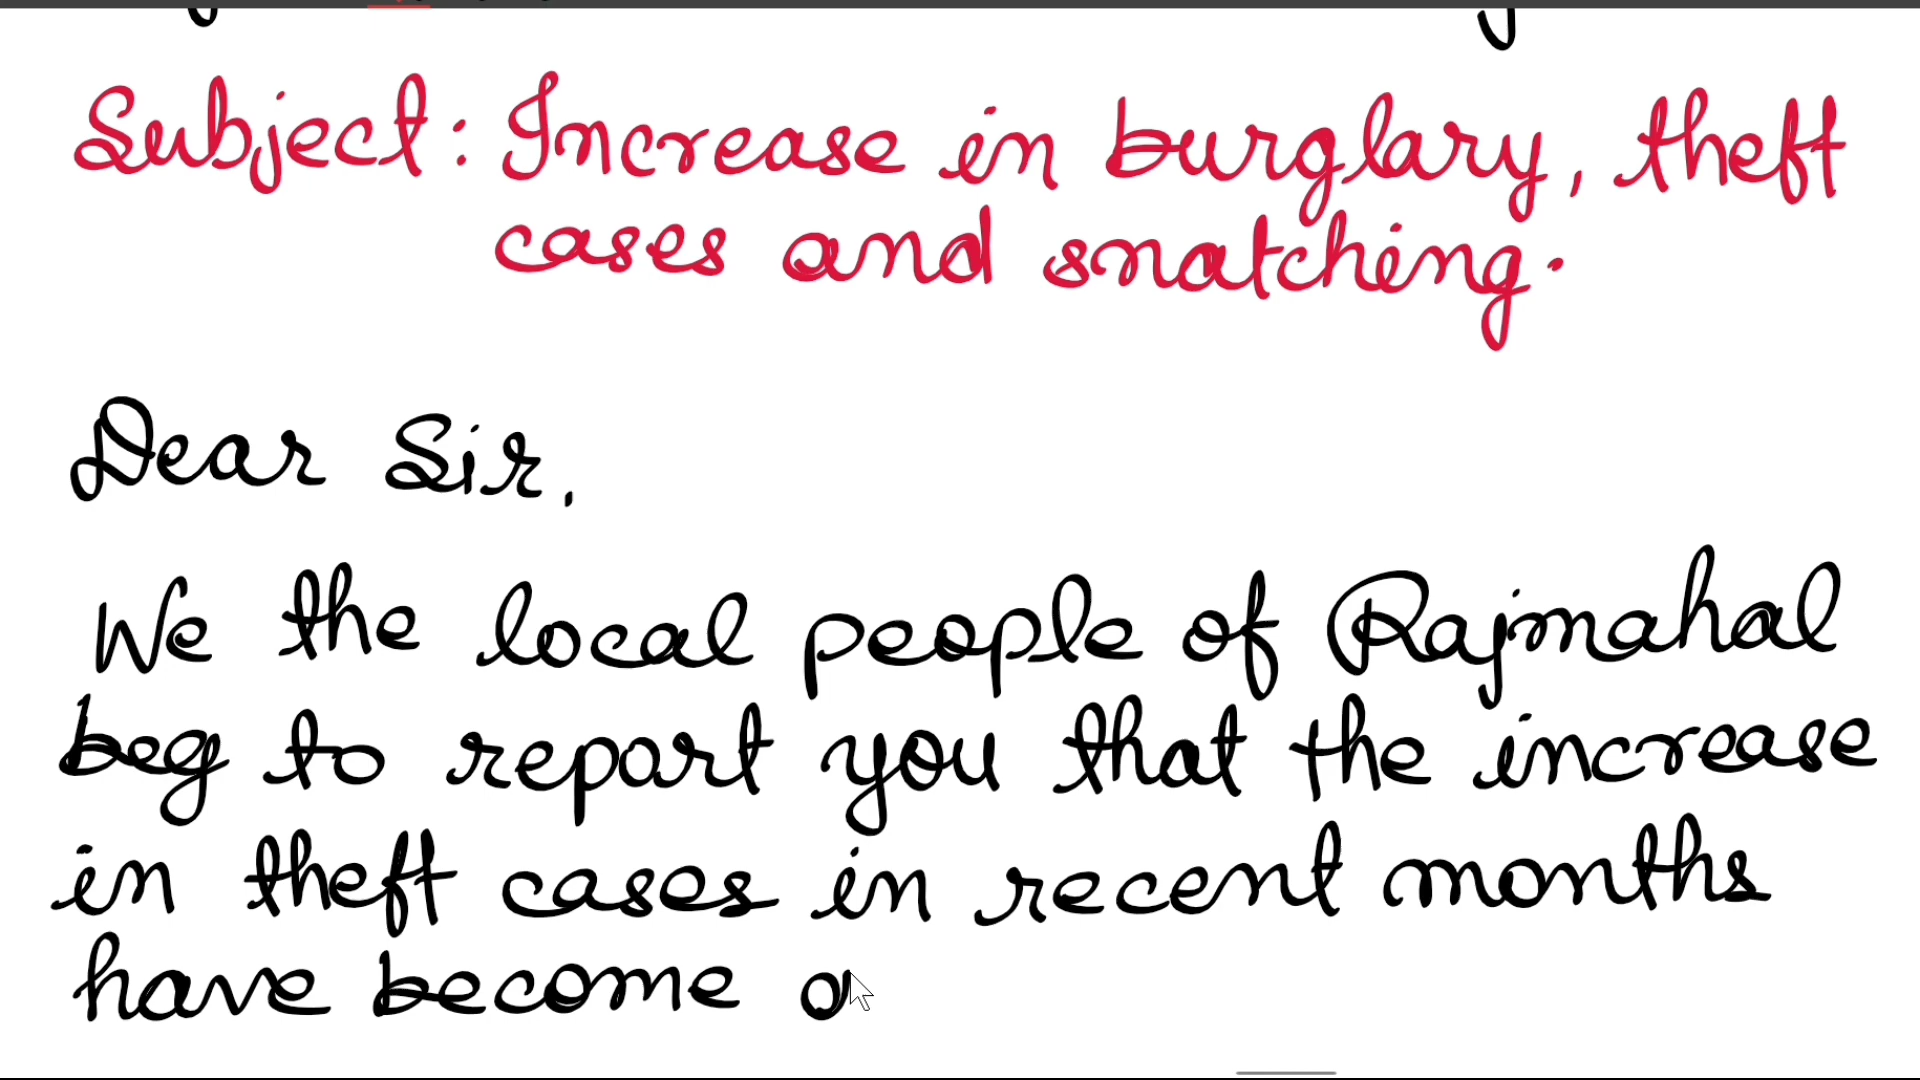 Subject: Increase in burglary, theft
cases and snatching.
Dear Sir,
We the local people of Rajmahal
beg to report you that the increase
in theft cases in recent months
have become a